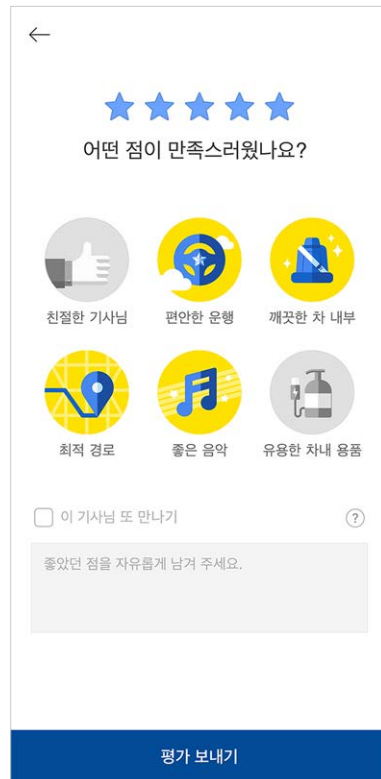 어떤 점이 만족스러웠나요?
친절한 기사님 편안한 운행 깨끗한 차 내부
최적 경로 좋은 음악 유용한 차내 용품
이 기사님 또 만나기 ?
좋았던 점을 자유롭게 남겨 주세요.
평가 보내기